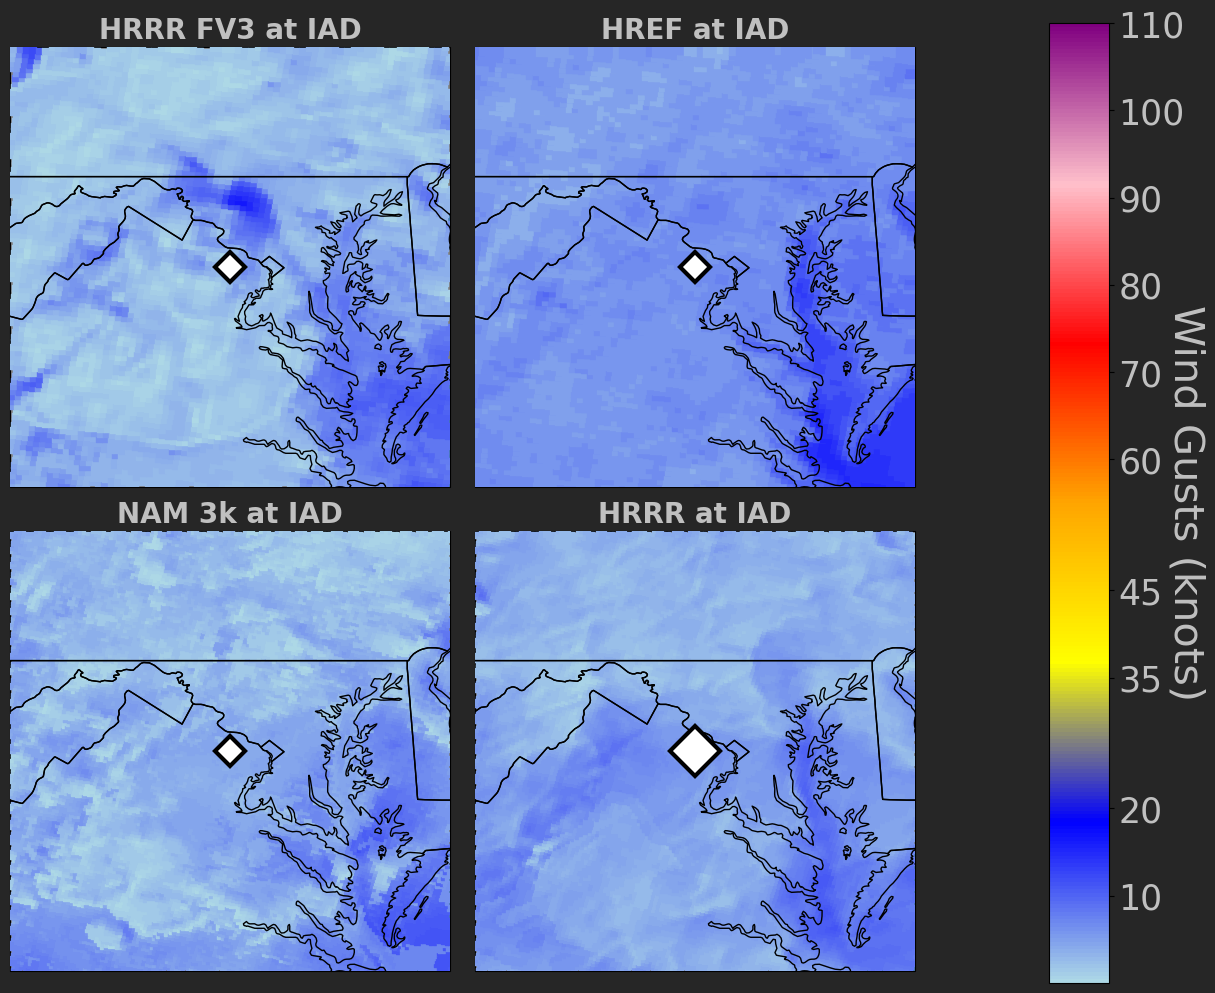 HRRR FV3 at IAD
HREF at IAD
NAM 3k at IAD
HRRR at IAD
110
100
90
80
70
60
45
35
20
10
Wind Gusts (knots)